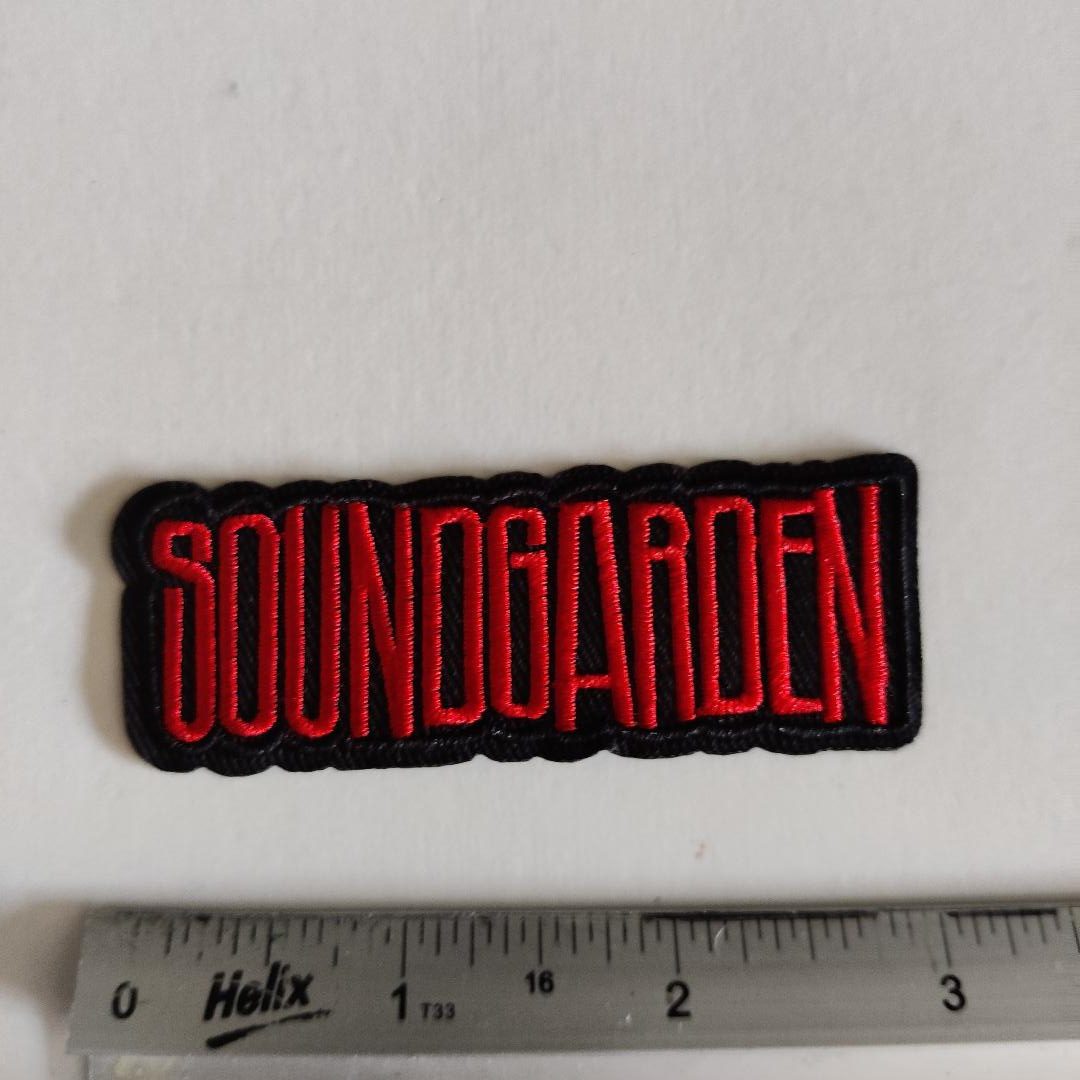 SOUNDGARDEN
0 Helix 1 T33 16 2 3